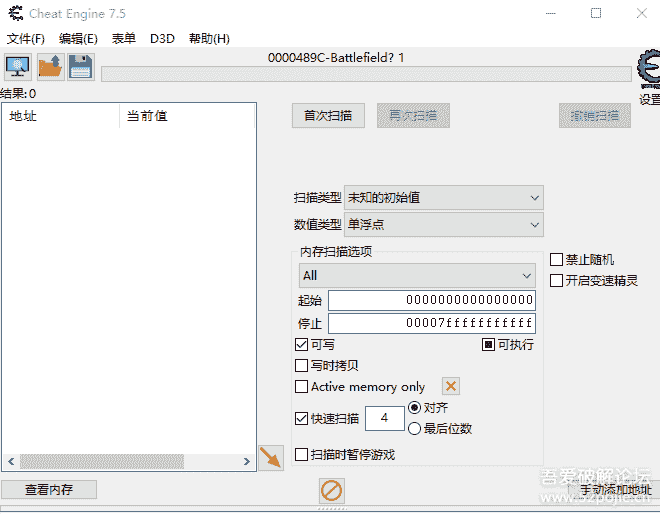 Cheat Engine 7.5
文件(F) 编辑(E) 表单 D3D 帮助(H)
0000489C-Battlefield? 1
设置
结果:0
地址 当前值
首次扫描 再次扫描 撤销扫描
扫描类型 未知的初始值
数值类型 单浮点
内存扫描选项
All
禁止随机
开启变速精灵
起始 0000000000000000
停止 00007fffffffffff
可写 可执行
写时拷贝
Active memory only
快速扫描 4 对齐
最后位数
扫描时暂停游戏
查看内存
手动添加地址
吾爱破解论坛
www.52pojie.cn